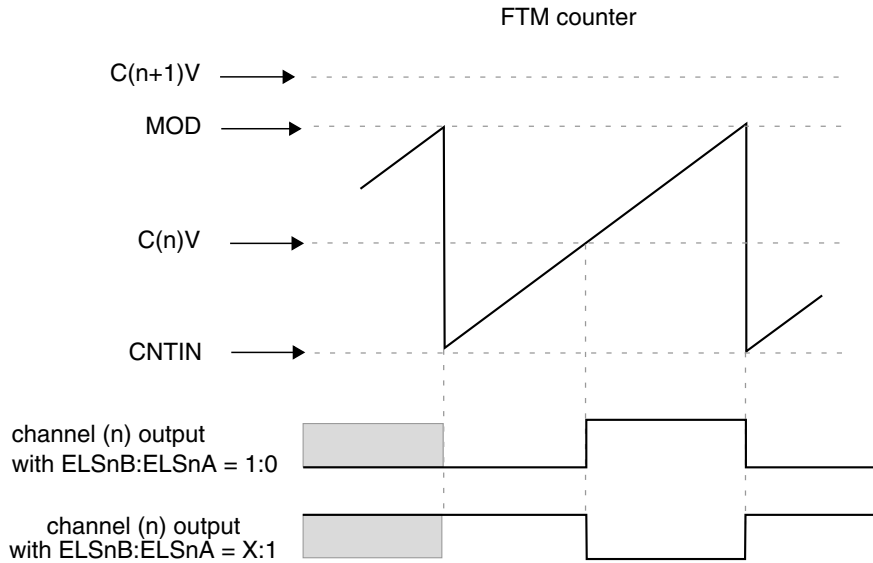 FTM counter
C(n+1)V
MOD
C(n)V
CNTIN
channel (n) output
with ELSnB:ELSnA = 1:0
channel (n) output
with ELSnB:ELSnA = X:1